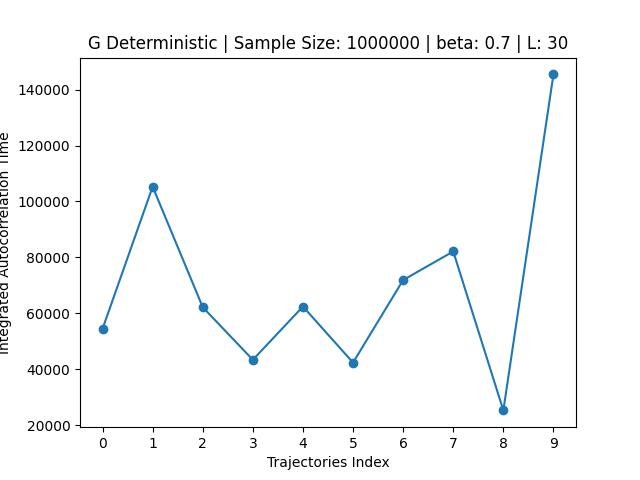 G Deterministic | Sample Size: 1000000 | beta: 0.7 | L: 30
Integrated Autocorrelation Time
140000
120000
100000
80000
60000
40000
20000
0 1 2 3 4 5 6 7 8 9
Trajectories Index